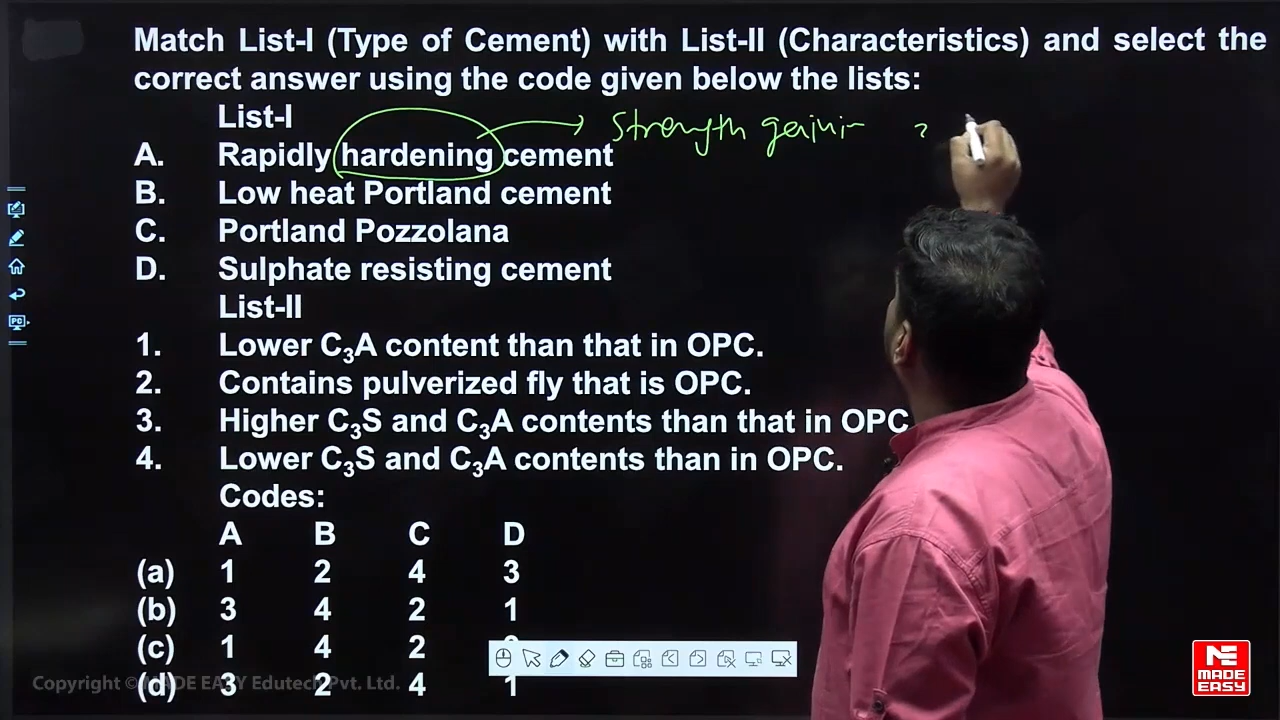 Match List-I (Type of Cement) with List-II (Characteristics) and select the
correct answer using the code given below the lists:
List-I
Strength gaini
A. Rapidly hardening cement
B. Low heat Portland cement
C. Portland Pozzolana
D. Sulphate resisting cement
List-II
1. Lower C₃A content than that in OPC.
2. Contains pulverized fly that is OPC.
3. Higher C₃S and C₃A contents than that in OPC
4. Lower C₃S and C₃A contents than in OPC.
Codes:
A B C D
(a) 1 2 4 3
(b) 3 4 2 1
(c) 1 4 2
(d) 3 2 4 1
Copyright © MADE EASY Edutech Pvt. Ltd.
ME
MADE
EASY
PC